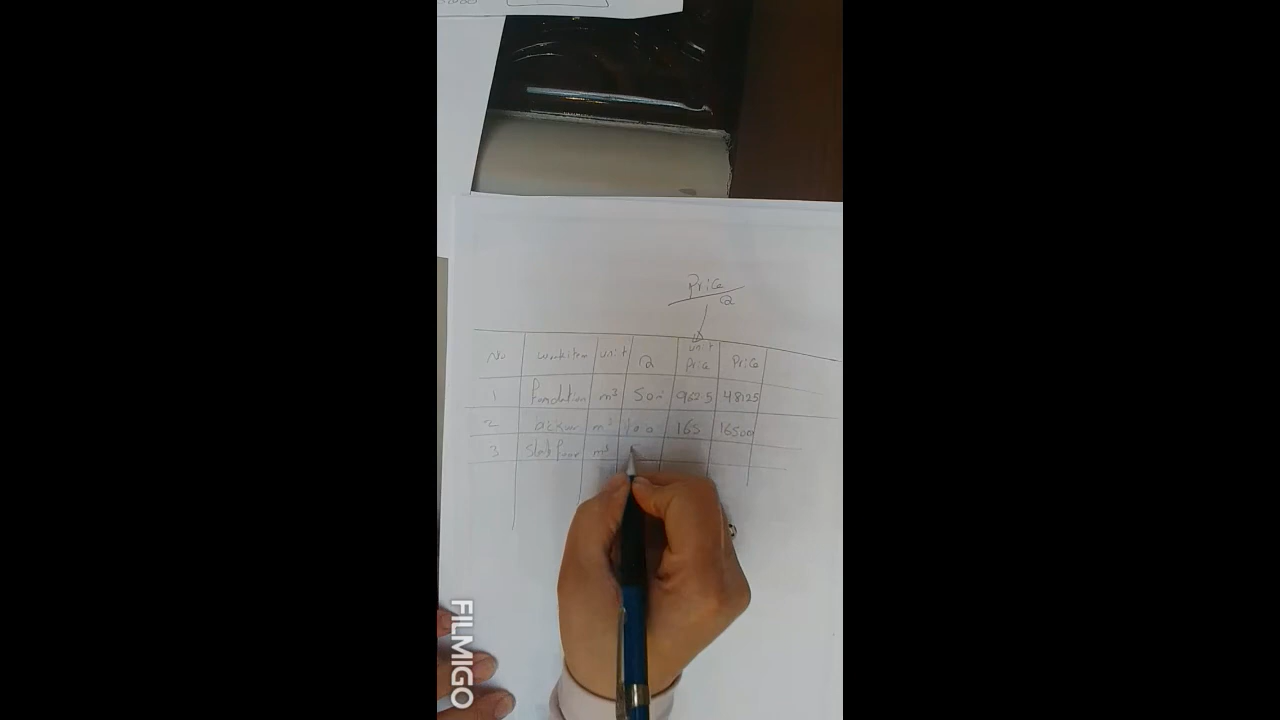 Price
Q
No workitem unit Q unit Price Price
1 Foundation m³ 50m³ 962.5 48125
2 m³ 100 165 16500
3 m³
FILMIGO